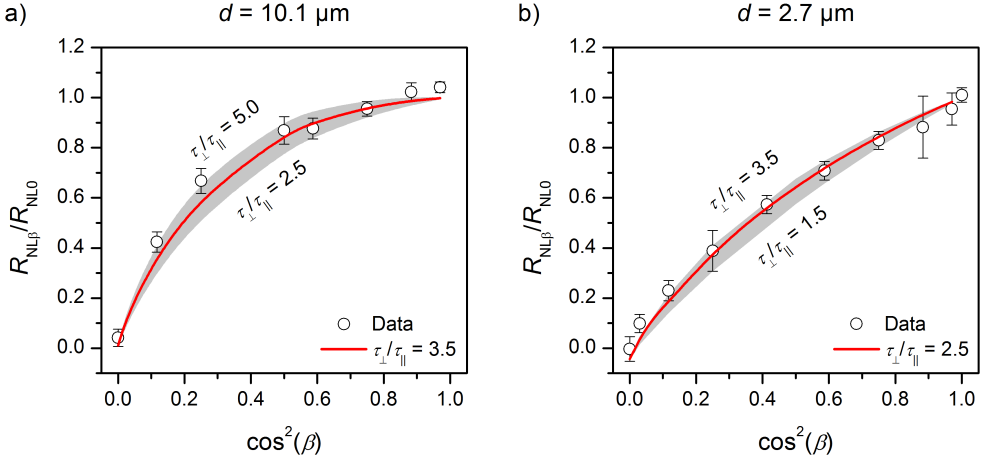 a)
d = 10.1 µm
R_NLβ/R_NL0
1.2
1.0
0.8
0.6
0.4
0.2
0.0
τ⊥/τ∥ = 5.0
τ⊥/τ∥ = 2.5
Data
τ⊥/τ∥ = 3.5
0.0 0.2 0.4 0.6 0.8 1.0
cos²(β)
b)
d = 2.7 µm
R_NLβ/R_NL0
1.2
1.0
0.8
0.6
0.4
0.2
0.0
τ⊥/τ∥ = 3.5
τ⊥/τ∥ = 1.5
Data
τ⊥/τ∥ = 2.5
0.0 0.2 0.4 0.6 0.8 1.0
cos²(β)